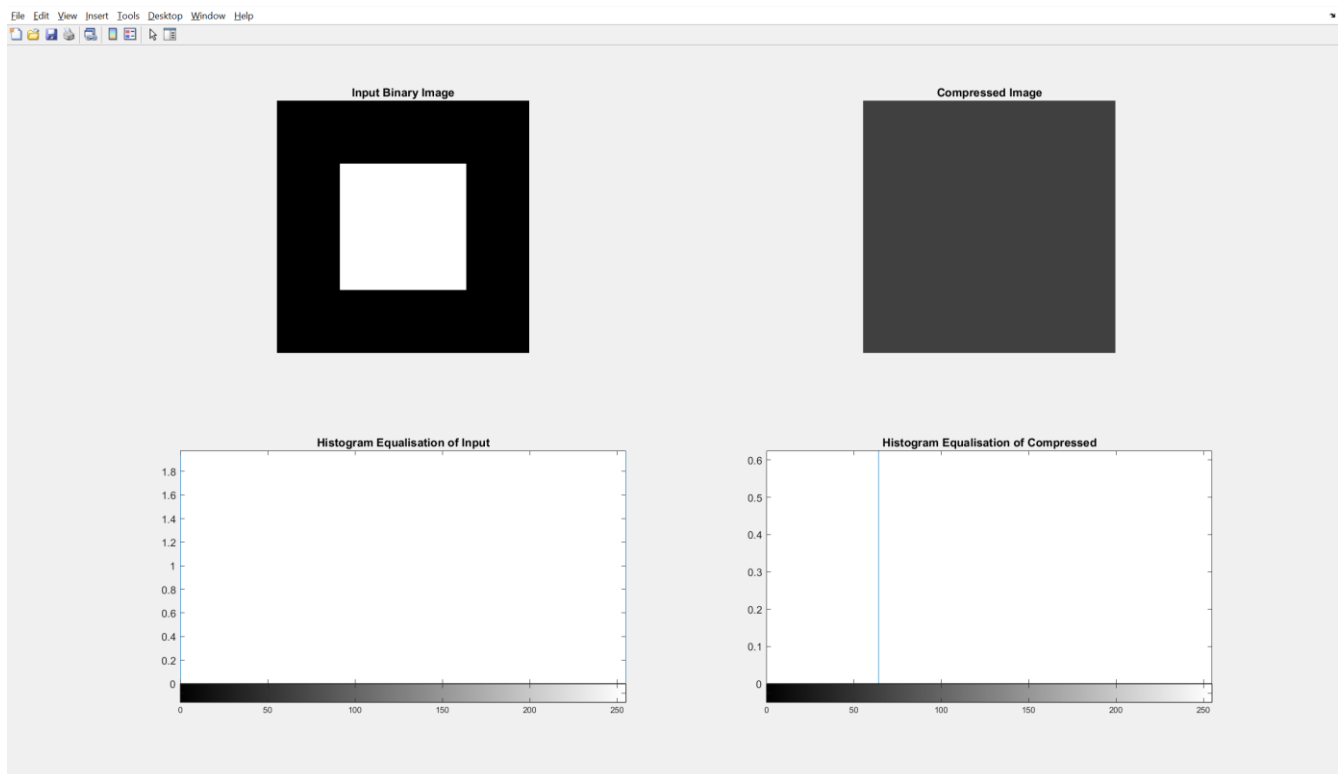 File Edit View Insert Tools Desktop Window Help
Input Binary Image
Compressed Image
Histogram Equalisation of Input
1.8
1.6
1.4
1.2
1
0.8
0.6
0.4
0.2
0
0 50 100 150 200 250
Histogram Equalisation of Compressed
0.6
0.5
0.4
0.3
0.2
0.1
0
0 50 100 150 200 250